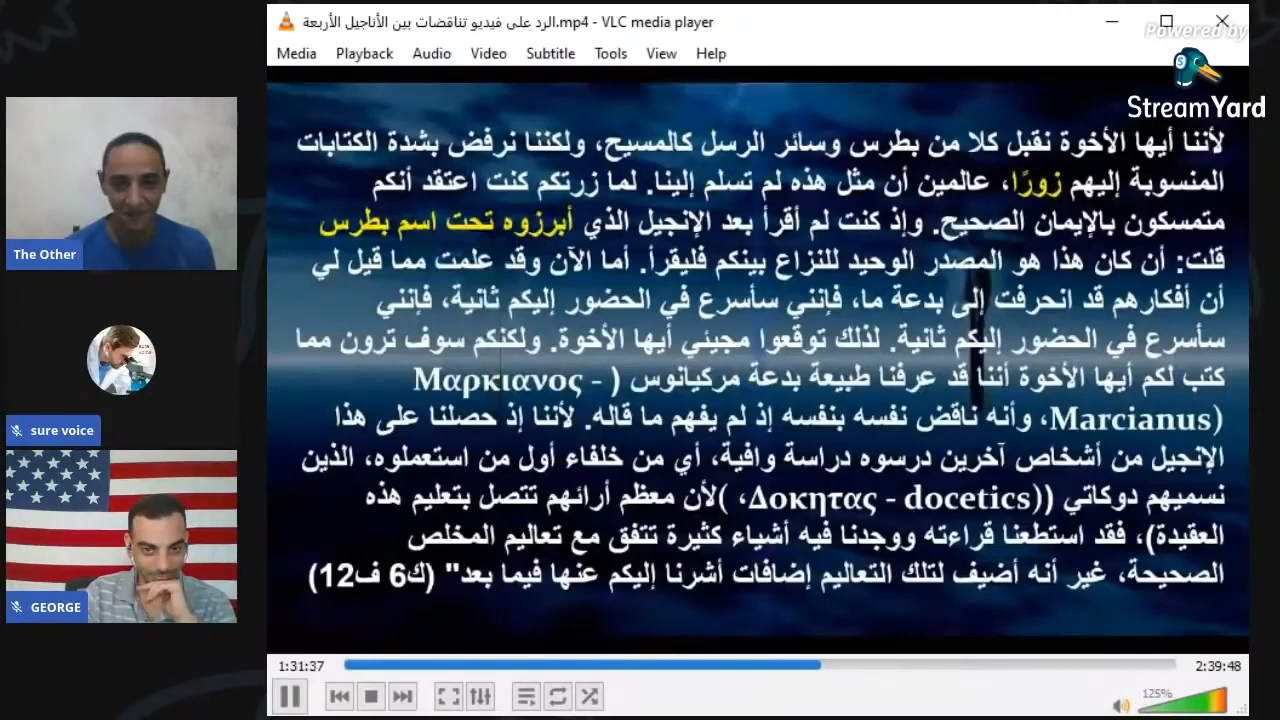 الرد على فيديو تناقضات بين الأناجيل الأربعة.mp4 - VLC media player
Media Playback Audio Video Subtitle Tools View Help
Powered by
StreamYard
لأننا أيها الأخوة نقبل كلا من بطرس وسائر الرسل كالمسيح، ولكننا نرفض بشدة الكتابات
المنسوبة إليهم زورًا، عالمين أن مثل هذه لم تسلم إلينا. لما زرتكم كنت اعتقد أنكم
متمسكون بالإيمان الصحيح. وإذ كنت لم أقرأ بعد الإنجيل الذي أبرزوه تحت اسم بطرس
قلت: أن كان هذا هو المصدر الوحيد للنزاع بينكم فليقرأ. أما الآن وقد علمت مما قيل لي
أن أفكارهم قد انحرفت إلى بدعة ما، فإنني سأسرع في الحضور إليكم ثانية، فإنني
سأسرع في الحضور إليكم ثانية. لذلك توقعوا مجيئي أيها الأخوة. ولكنكم سوف ترون مما
كتب لكم أيها الأخوة أننا قد عرفنا طبيعة بدعة مركيانوس ( - Μαρκιανος
Marcianus)، وأنه ناقض نفسه بنفسه إذ لم يفهم ما قاله. لأننا إذ حصلنا على هذا
الإنجيل من أشخاص آخرين درسوه دراسة وافية، أي من خلفاء أول من استعملوه، الذين
نسميهم دوكاتي ((Δοκητας - docetics، )لأن معظم أرائهم تتصل بتعليم هذه
العقيدة)، فقد استطعنا قراءته ووجدنا فيه أشياء كثيرة تتفق مع تعاليم المخلص
الصحيحة، غير أنه أضيف لتلك التعاليم إضافات أشرنا إليكم عنها فيما بعد" (ك6 ف12)
The Other
sure voice
GEORGE
1:31:37
2:39:48
125%